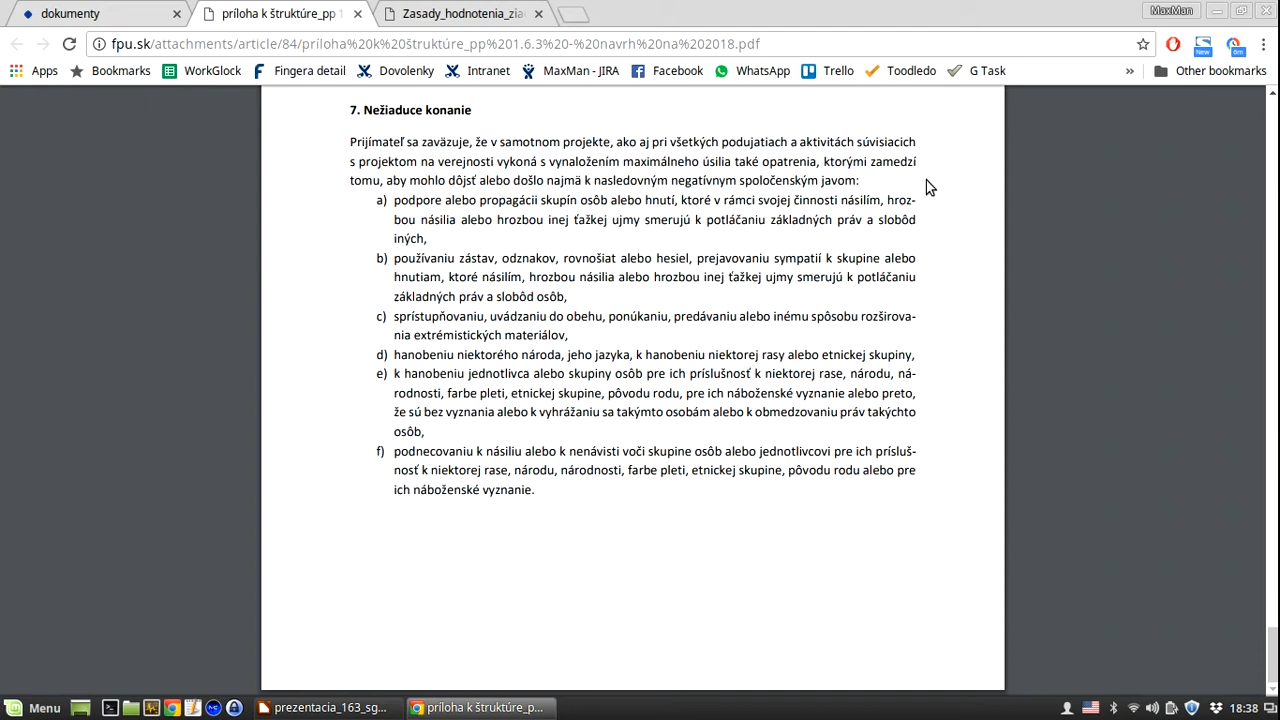 dokumenty
príloha k štruktúre_pp 1
Zasady_hodnotenia_zia
MaxMan
fpu.sk/attachments/article/84/príloha%20k%20štruktúre_pp%201.6.3%20-%20navrh%20na%202018.pdf
Apps Bookmarks WorkGlock Fingera detail Dovolenky Intranet MaxMan - JIRA Facebook WhatsApp Trello Toodledo G Task » Other bookmarks
7. Nežiaduce konanie
Prijímateľ sa zaväzuje, že v samotnom projekte, ako aj pri všetkých podujatiach a aktivitách súvisiacich
s projektom na verejnosti vykoná s vynaložením maximálneho úsilia také opatrenia, ktorými zamedzí
tomu, aby mohlo dôjsť alebo došlo najmä k nasledovným negatívnym spoločenským javom:
a) podpore alebo propagácii skupín osôb alebo hnutí, ktoré v rámci svojej činnosti násilím, hroz-
bou násilia alebo hrozbou inej ťažkej ujmy smerujú k potláčaniu základných práv a slobôd
iných,
b) používaniu zástav, odznakov, rovnošiat alebo hesiel, prejavovaniu sympatií k skupine alebo
hnutiam, ktoré násilím, hrozbou násilia alebo hrozbou inej ťažkej ujmy smerujú k potláčaniu
základných práv a slobôd osôb,
c) sprístupňovaniu, uvádzaniu do obehu, ponúkaniu, predávaniu alebo inému spôsobu rozširova-
nia extrémistických materiálov,
d) hanobeniu niektorého národa, jeho jazyka, k hanobeniu niektorej rasy alebo etnickej skupiny,
e) k hanobeniu jednotlivca alebo skupiny osôb pre ich príslušnosť k niektorej rase, národu, ná-
rodnosti, farbe pleti, etnickej skupine, pôvodu rodu, pre ich náboženské vyznanie alebo preto,
že sú bez vyznania alebo k vyhrážaniu sa takýmto osobám alebo k obmedzovaniu práv takýchto
osôb,
f) podnecovaniu k násiliu alebo k nenávisti voči skupine osôb alebo jednotlivcovi pre ich prísluš-
nosť k niektorej rase, národu, národnosti, farbe pleti, etnickej skupine, pôvodu rodu alebo pre
ich náboženské vyznanie.
Menu prezentacia_163_sg... príloha k štruktúre_p... 18:38